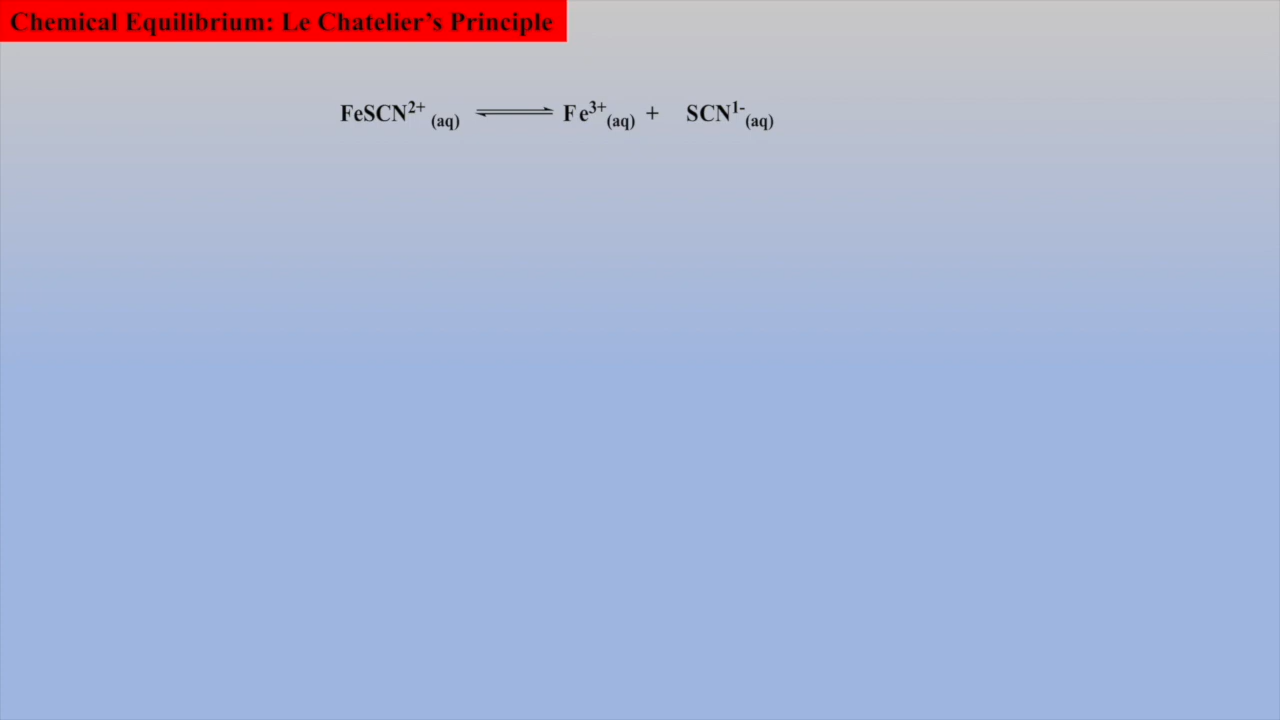 Chemical Equilibrium: Le Chatelier’s Principle
FeSCN²⁺ (aq) ⇌ Fe³⁺(aq) + SCN¹⁻(aq)